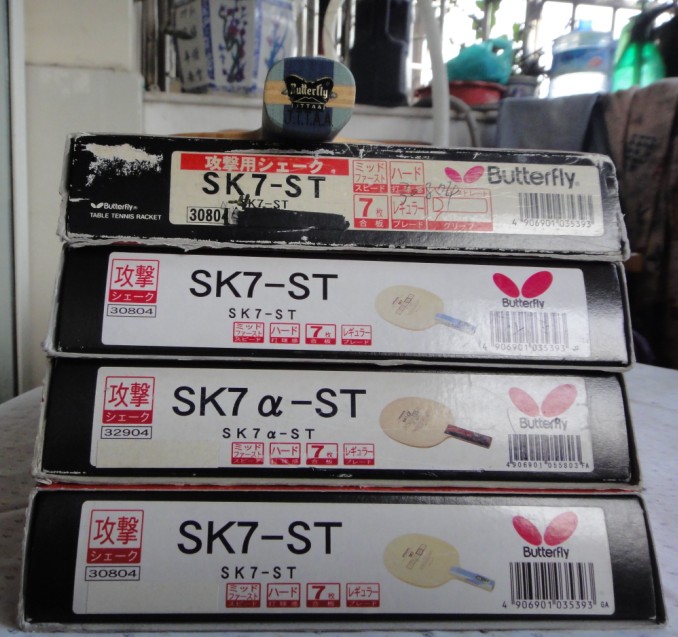 Butterfly
攻撃用シェーク
SK7-ST
SK7-ST
30804
ミッド
ファースト
スピード
ハード
7枚
合板
レギュラー
ブレード
Butterfly
4 906901 035393
Butterfly
TABLE TENNIS RACKET
攻撃
シェーク
30804
SK7-ST
SK7-ST
ミッド
ファースト
スピード
ハード
打球感
7枚
合板
レギュラー
ブレード
Butterfly
4 906901 035393
攻撃
シェーク
32904
SK7α-ST
SK7α-ST
ミッド
ファースト
スピード
ハード
打球感
7枚
合板
レギュラー
ブレード
Butterfly
攻撃
シェーク
30804
SK7-ST
SK7-ST
ミッド
ファースト
スピード
ハード
打球感
7枚
合板
レギュラー
ブレード
Butterfly
4 906901 035393 GA